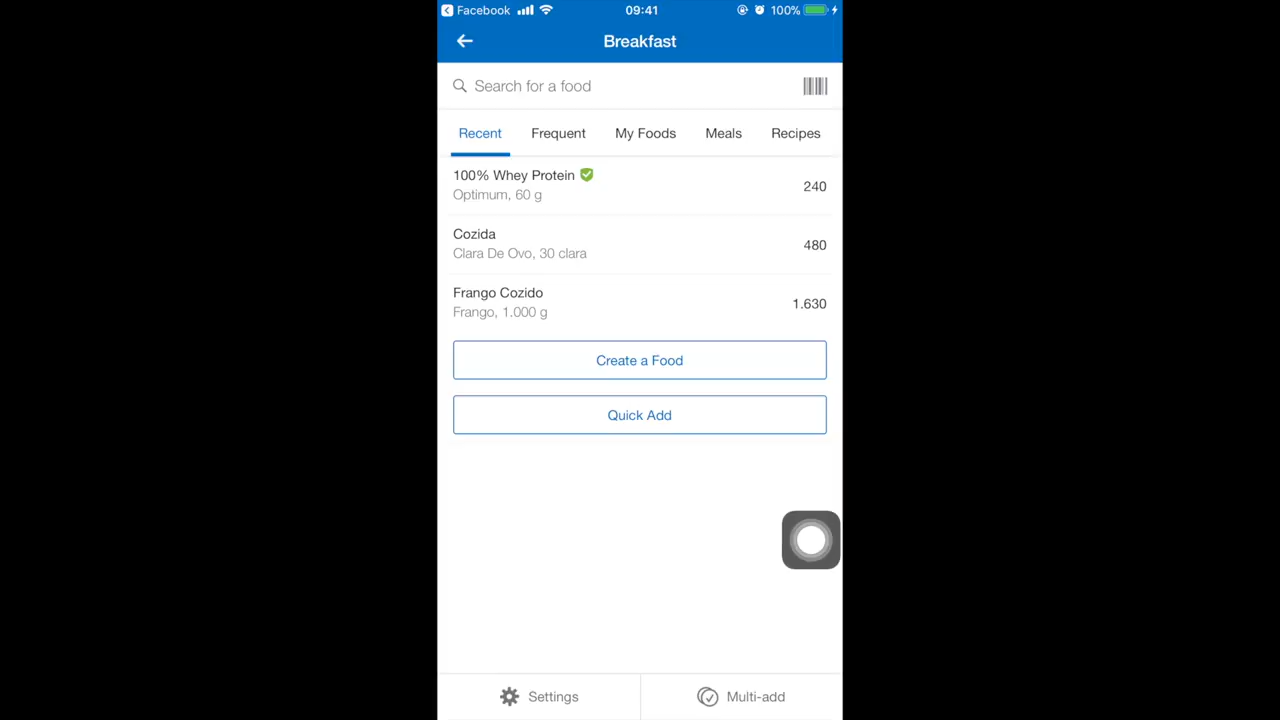 Facebook 09:41 100%
Breakfast
Search for a food
Recent Frequent My Foods Meals Recipes
100% Whey Protein
Optimum, 60 g
240
Cozida
Clara De Ovo, 30 clara
480
Frango Cozido
Frango, 1.000 g
1.630
Create a Food
Quick Add
Settings Multi-add